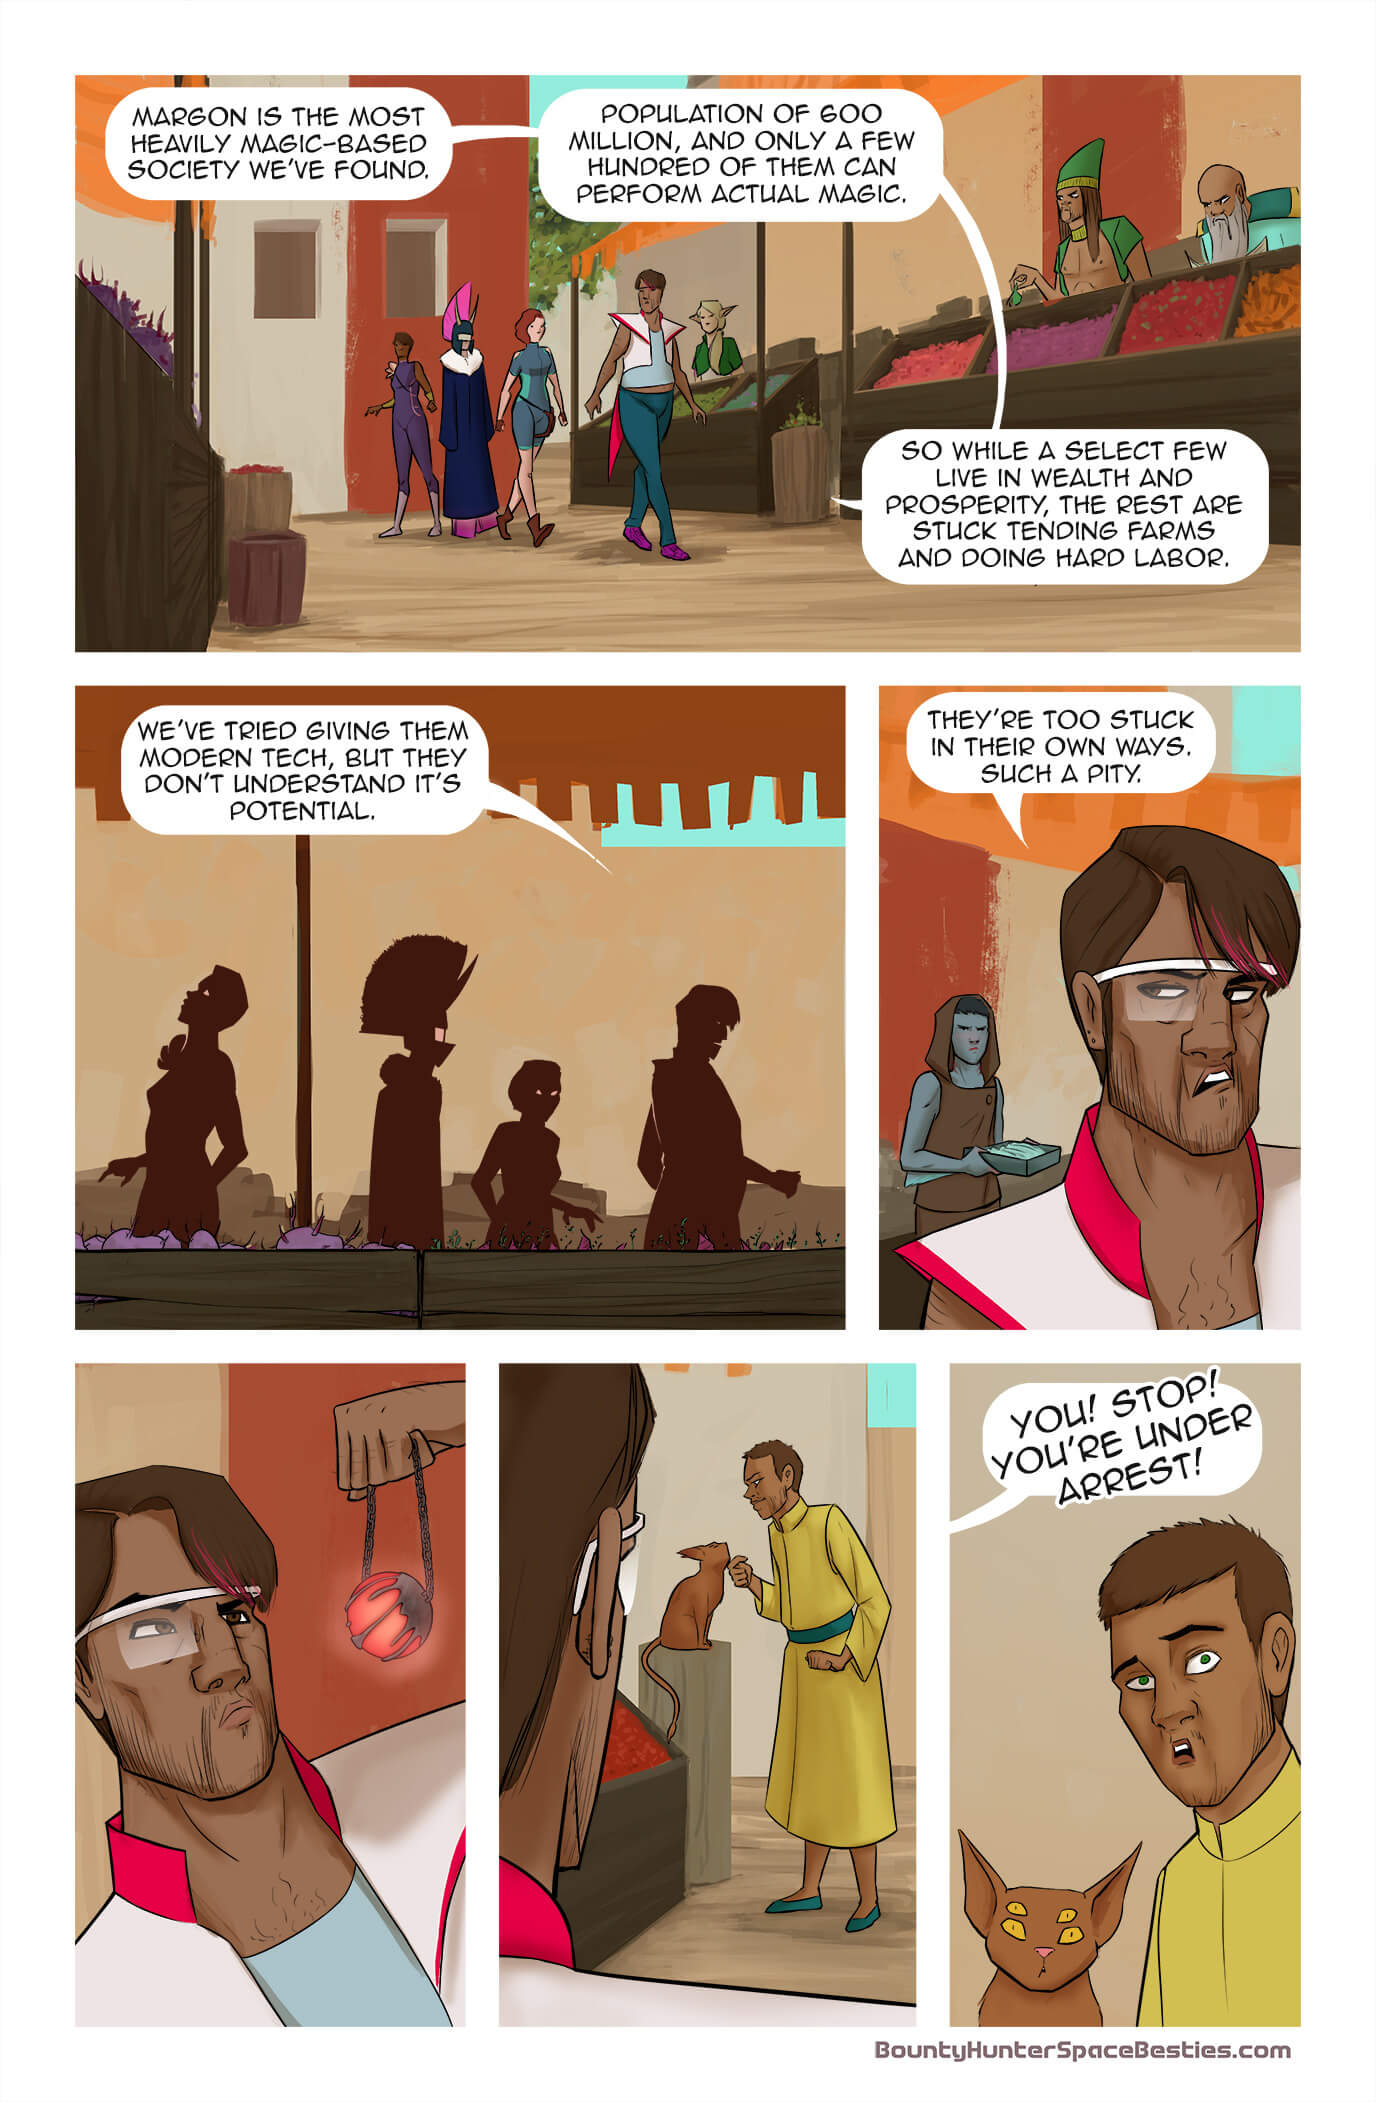 MARGON IS THE MOST
HEAVILY MAGIC-BASED
SOCIETY WE'VE FOUND.
POPULATION OF 600
MILLION, AND ONLY A FEW
HUNDRED OF THEM CAN
PERFORM ACTUAL MAGIC.
SO WHILE A SELECT FEW
LIVE IN WEALTH AND
PROSPERITY, THE REST ARE
STUCK TENDING FARMS
AND DOING HARD LABOR.
WE'VE TRIED GIVING THEM
MODERN TECH, BUT THEY
DON'T UNDERSTAND IT'S
POTENTIAL.
THEY'RE TOO STUCK
IN THEIR OWN WAYS.
SUCH A PITY.
YOU! STOP!
YOU'RE UNDER
ARREST!
BountyHunterSpaceBesties.com